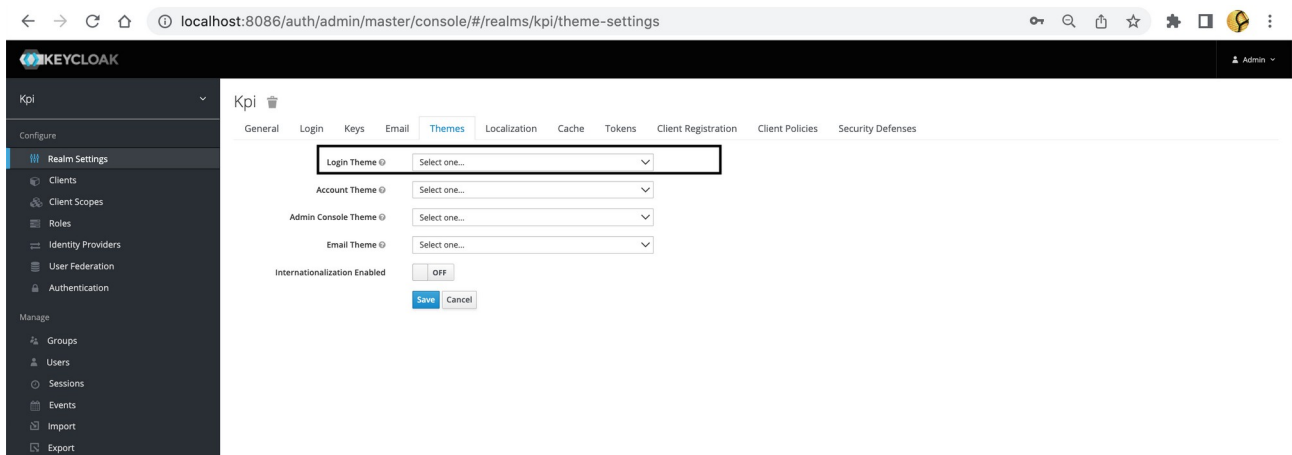 localhost:8086/auth/admin/master/console/#/realms/kpi/theme-settings
KEYCLOAK
Admin
Kpi
Configure
Realm Settings
Clients
Client Scopes
Roles
Identity Providers
User Federation
Authentication
Manage
Groups
Users
Sessions
Events
Import
Export
Kpi
General Login Keys Email Themes Localization Cache Tokens Client Registration Client Policies Security Defenses
Login Theme Select one...
Account Theme Select one...
Admin Console Theme Select one...
Email Theme Select one...
Internationalization Enabled OFF
Save Cancel